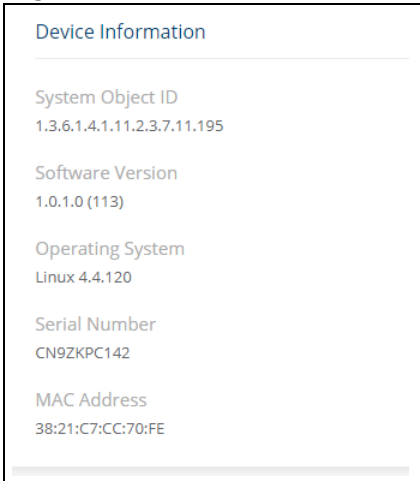 Device Information
System Object ID
1.3.6.1.4.1.11.2.3.7.11.195
Software Version
1.0.1.0 (113)
Operating System
Linux 4.4.120
Serial Number
CN9ZKPC142
MAC Address
38:21:C7:CC:70:FE